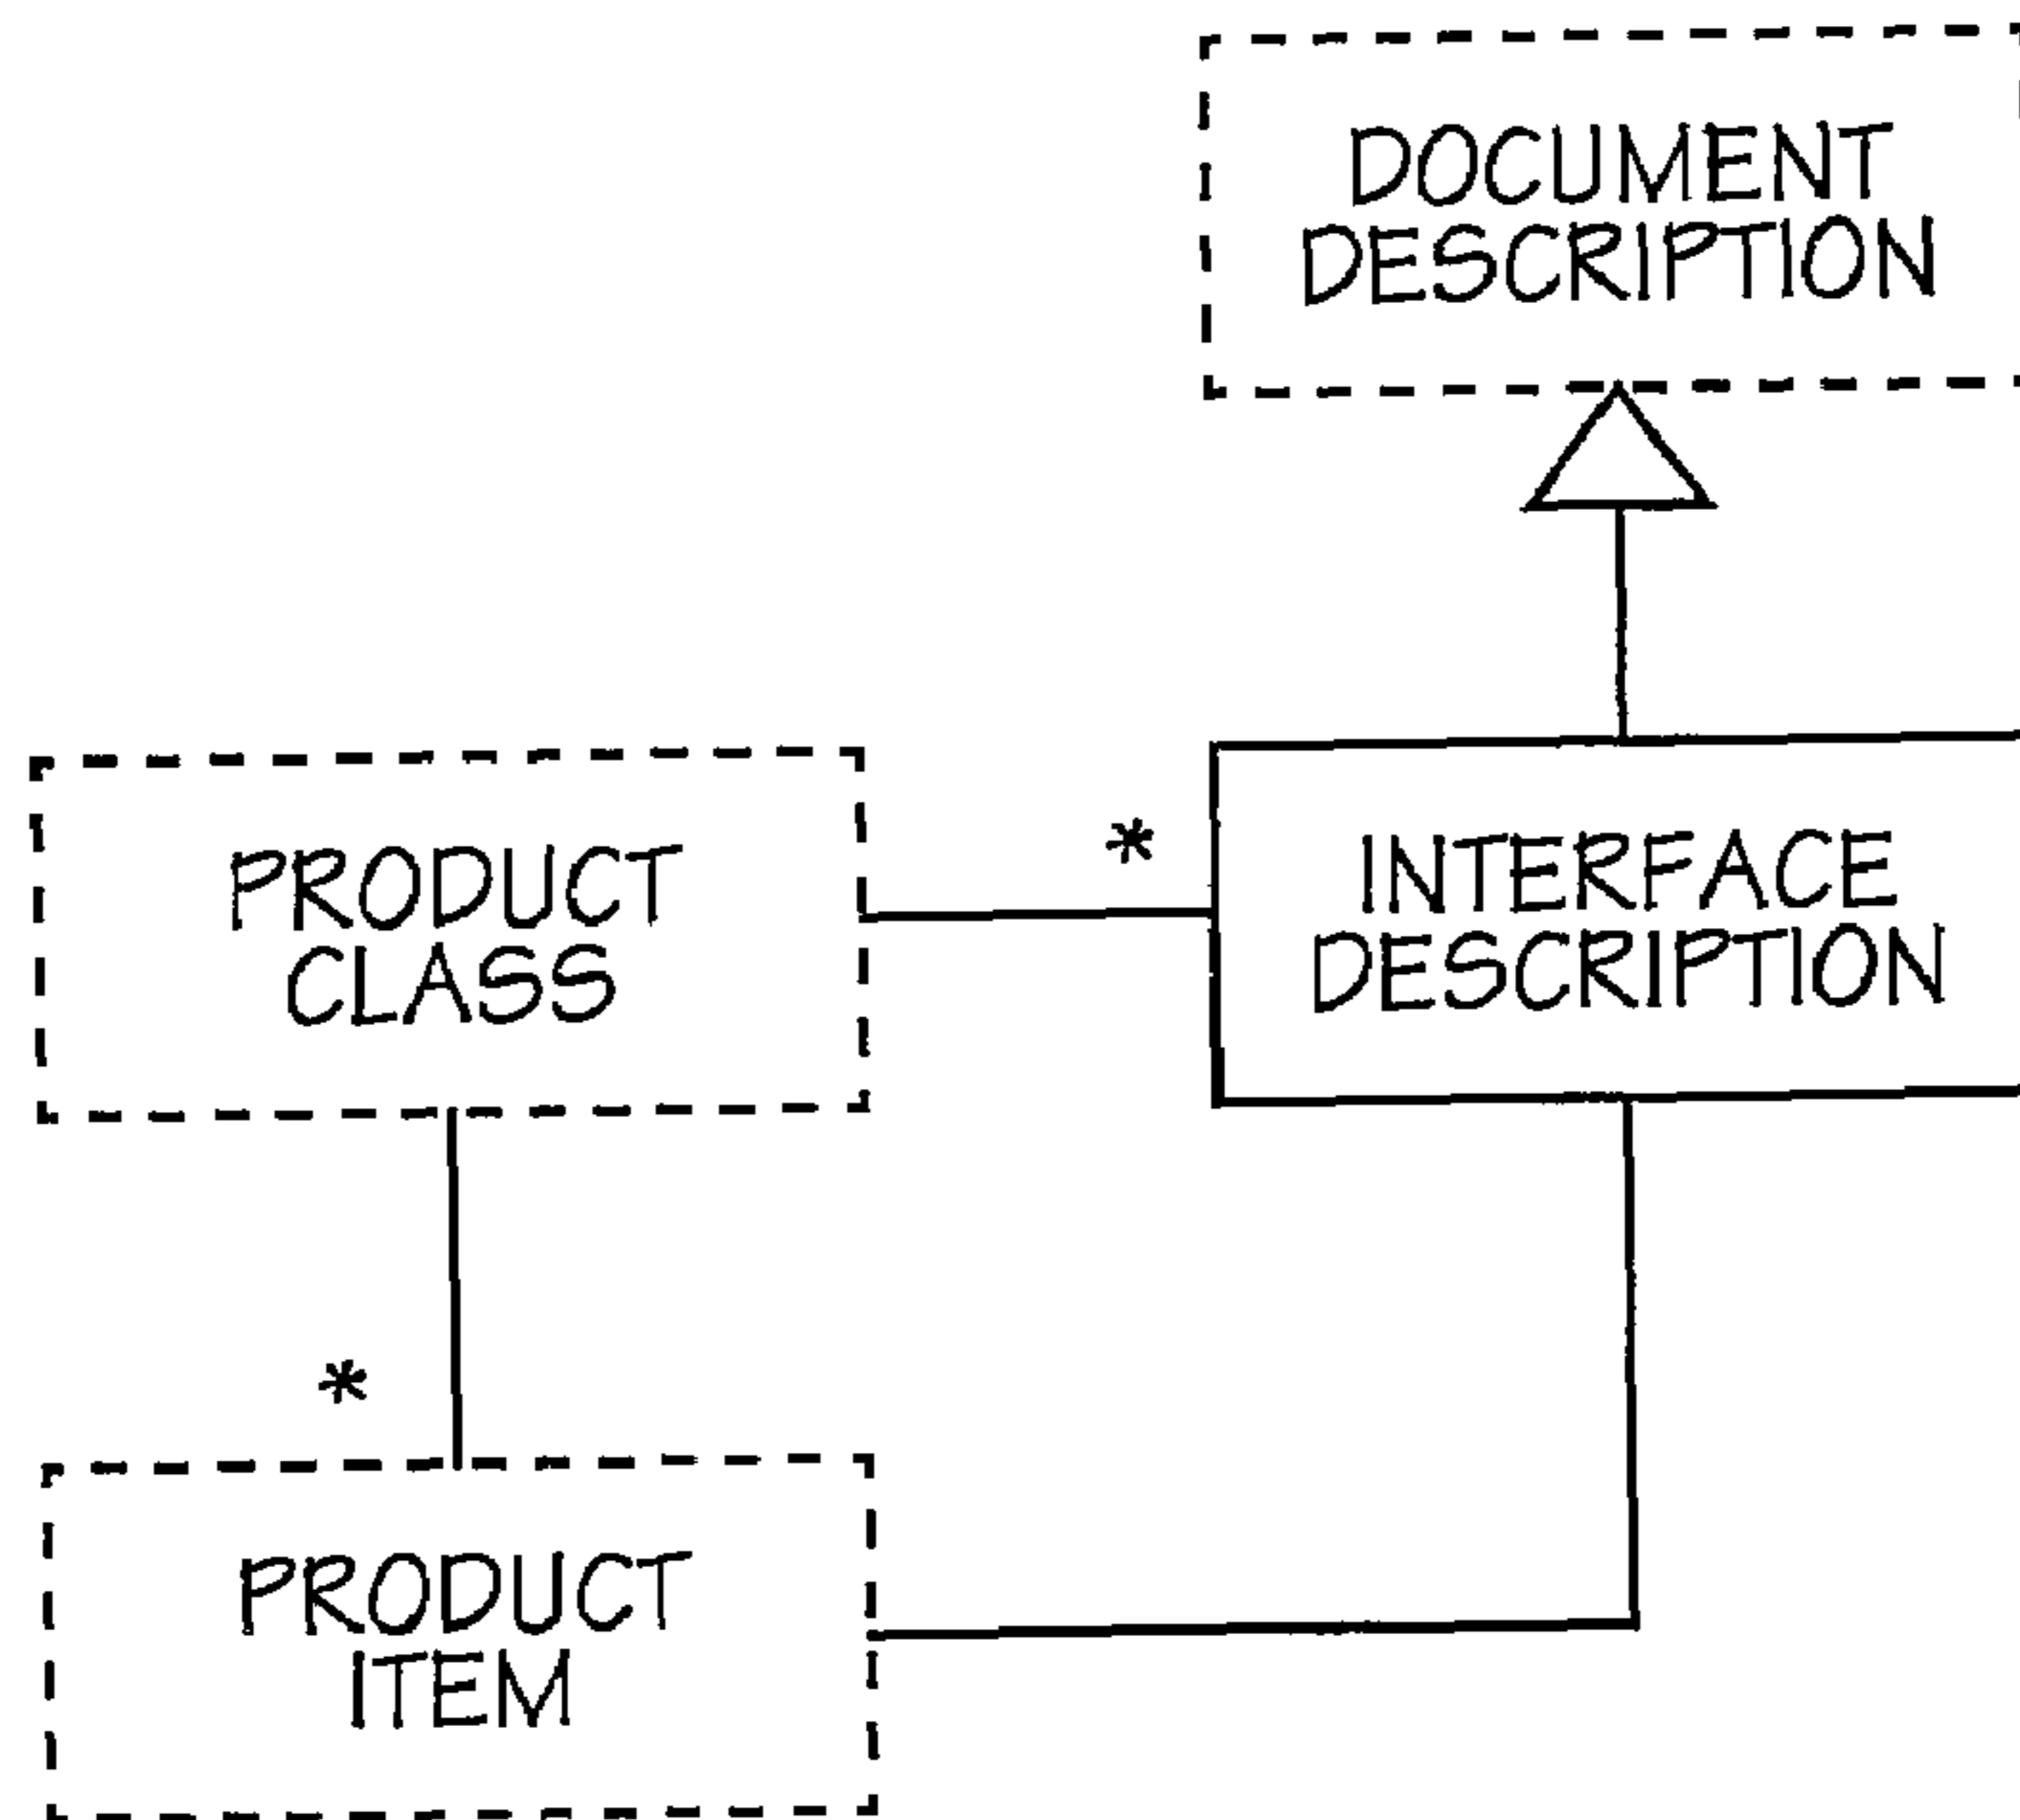 DOCUMENT
DESCRIPTION
PRODUCT
CLASS
*
INTERFACE
DESCRIPTION
*
PRODUCT
ITEM